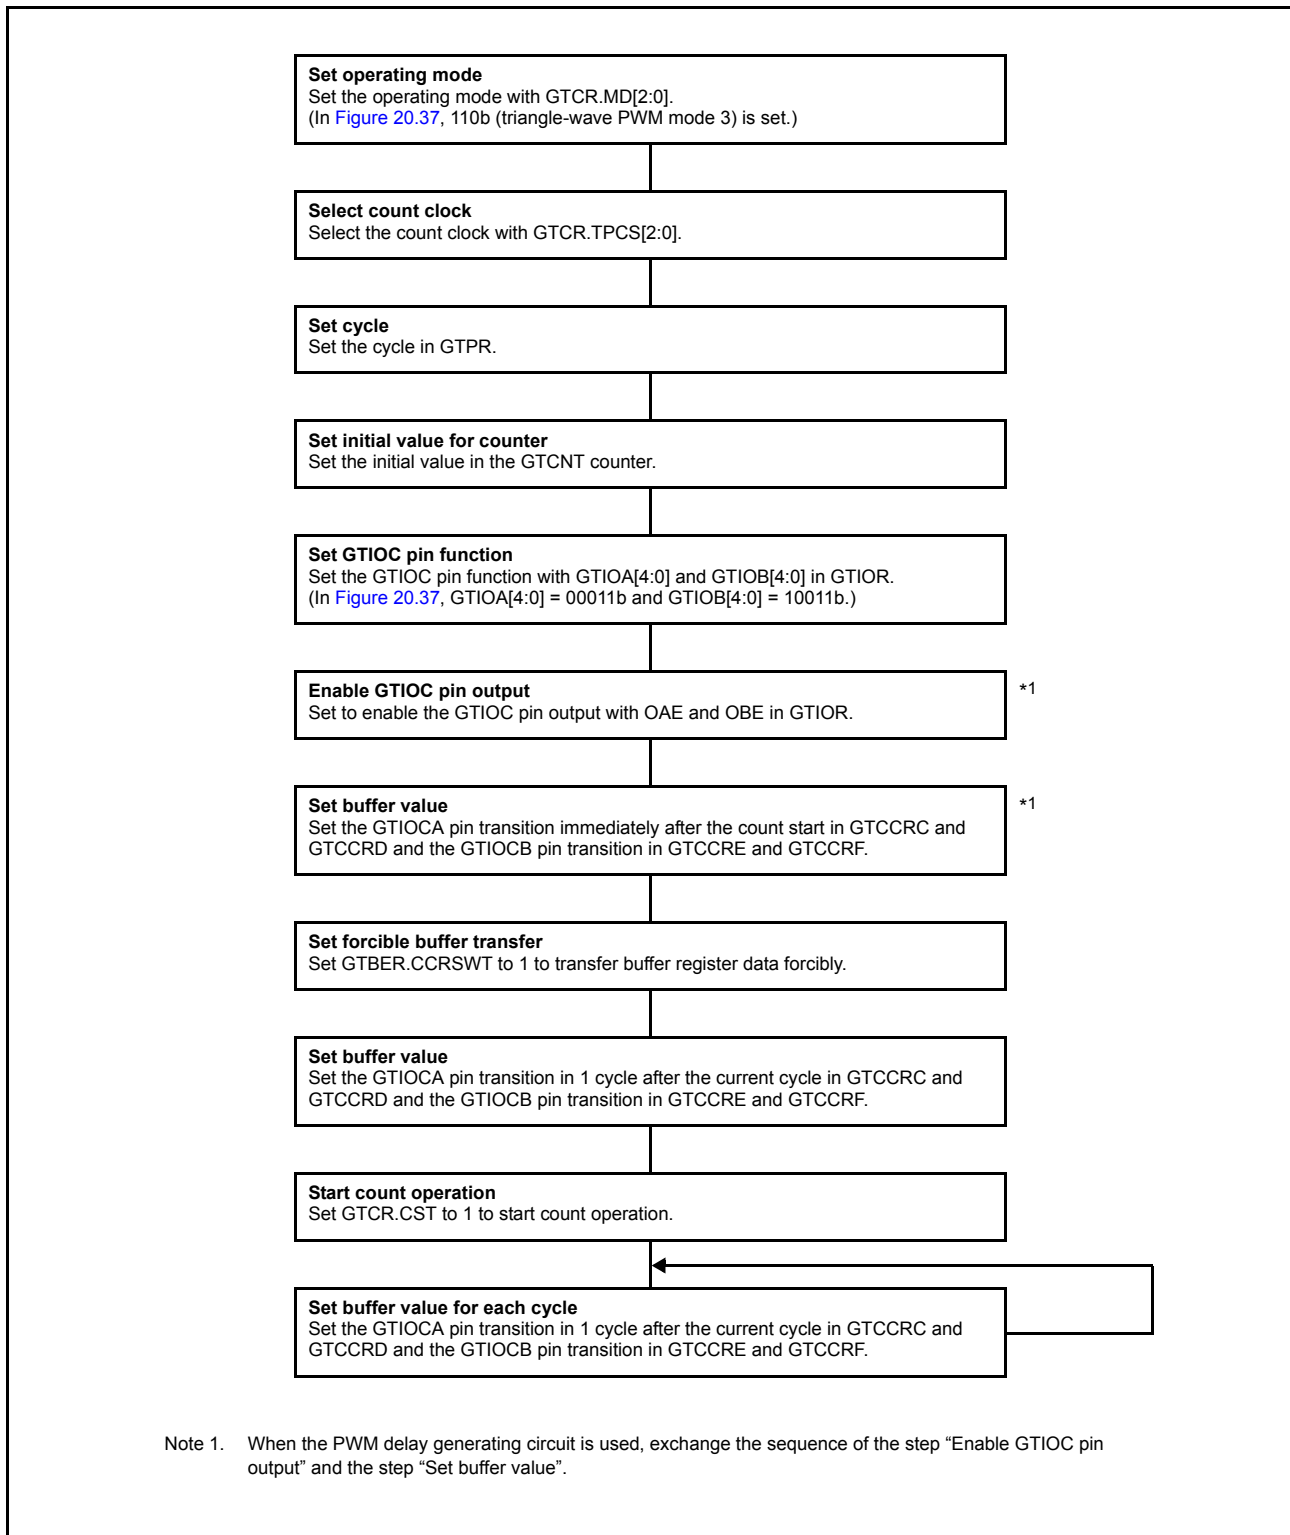 Set operating mode
Set the operating mode with GTCR.MD[2:0].
(In Figure 20.37, 110b (triangle-wave PWM mode 3) is set.)
Select count clock
Select the count clock with GTCR.TPCS[2:0].
Set cycle
Set the cycle in GTPR.
Set initial value for counter
Set the initial value in the GTCNT counter.
Set GTIOC pin function
Set the GTIOC pin function with GTIOA[4:0] and GTIOB[4:0] in GTIOR.
(In Figure 20.37, GTIOA[4:0] = 00011b and GTIOB[4:0] = 10011b.)
Enable GTIOC pin output
Set to enable the GTIOC pin output with OAE and OBE in GTIOR.
*1
Set buffer value
Set the GTIOCA pin transition immediately after the count start in GTCCRC and
GTCCRD and the GTIOCB pin transition in GTCCRE and GTCCRF.
*1
Set forcible buffer transfer
Set GTBER.CCRSWT to 1 to transfer buffer register data forcibly.
Set buffer value
Set the GTIOCA pin transition in 1 cycle after the current cycle in GTCCRC and
GTCCRD and the GTIOCB pin transition in GTCCRE and GTCCRF.
Start count operation
Set GTCR.CST to 1 to start count operation.
Set buffer value for each cycle
Set the GTIOCA pin transition in 1 cycle after the current cycle in GTCCRC and
GTCCRD and the GTIOCB pin transition in GTCCRE and GTCCRF.
Note 1. When the PWM delay generating circuit is used, exchange the sequence of the step “Enable GTIOC pin
output” and the step “Set buffer value”.